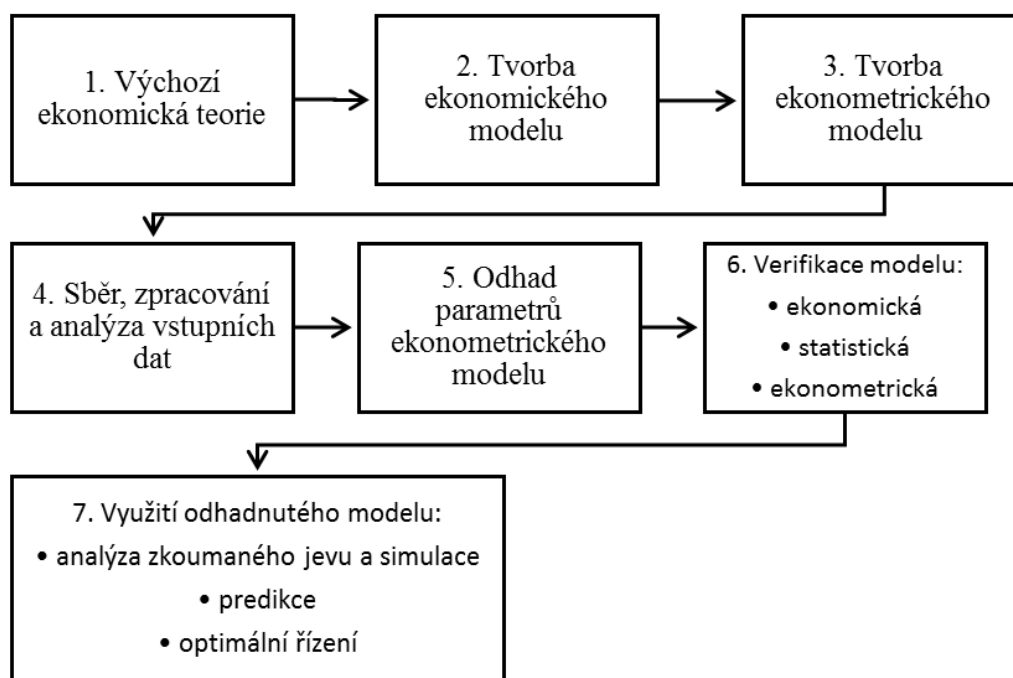 1. Výchozí
ekonomická teorie
2. Tvorba
ekonomického
modelu
3. Tvorba
ekonometrického
modelu
4. Sběr, zpracování
a analýza vstupních
dat
5. Odhad
parametrů
ekonometrického
modelu
6. Verifikace modelu:
• ekonomická
• statistická
• ekonometrická
7. Využití odhadnutého modelu:
• analýza zkoumaného jevu a simulace
• predikce
• optimální řízení